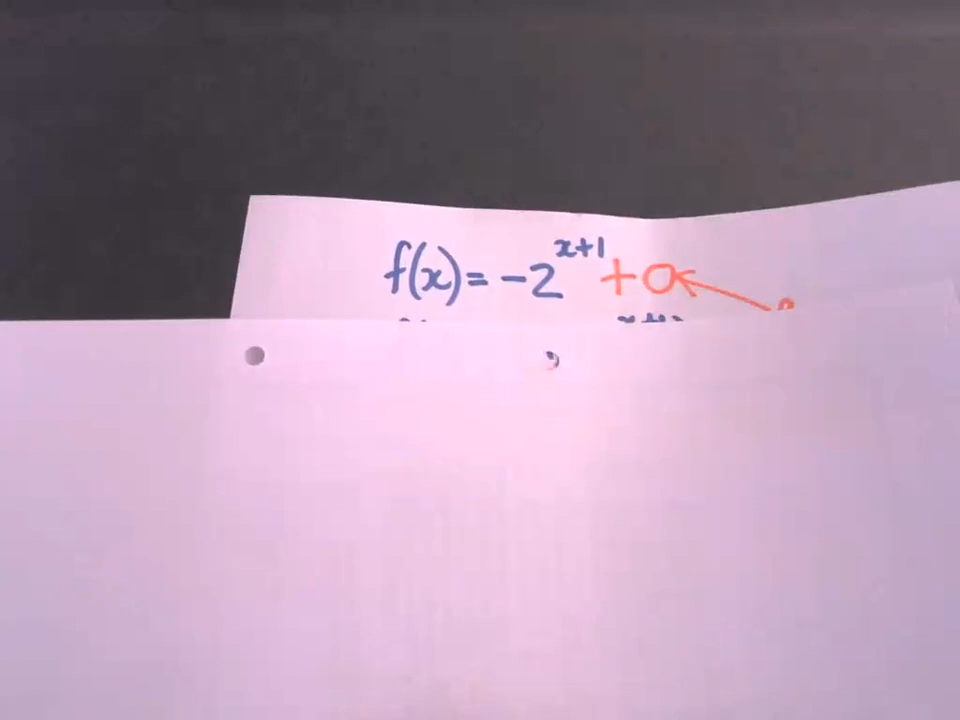 f(x) = -2^{x+1} + 0